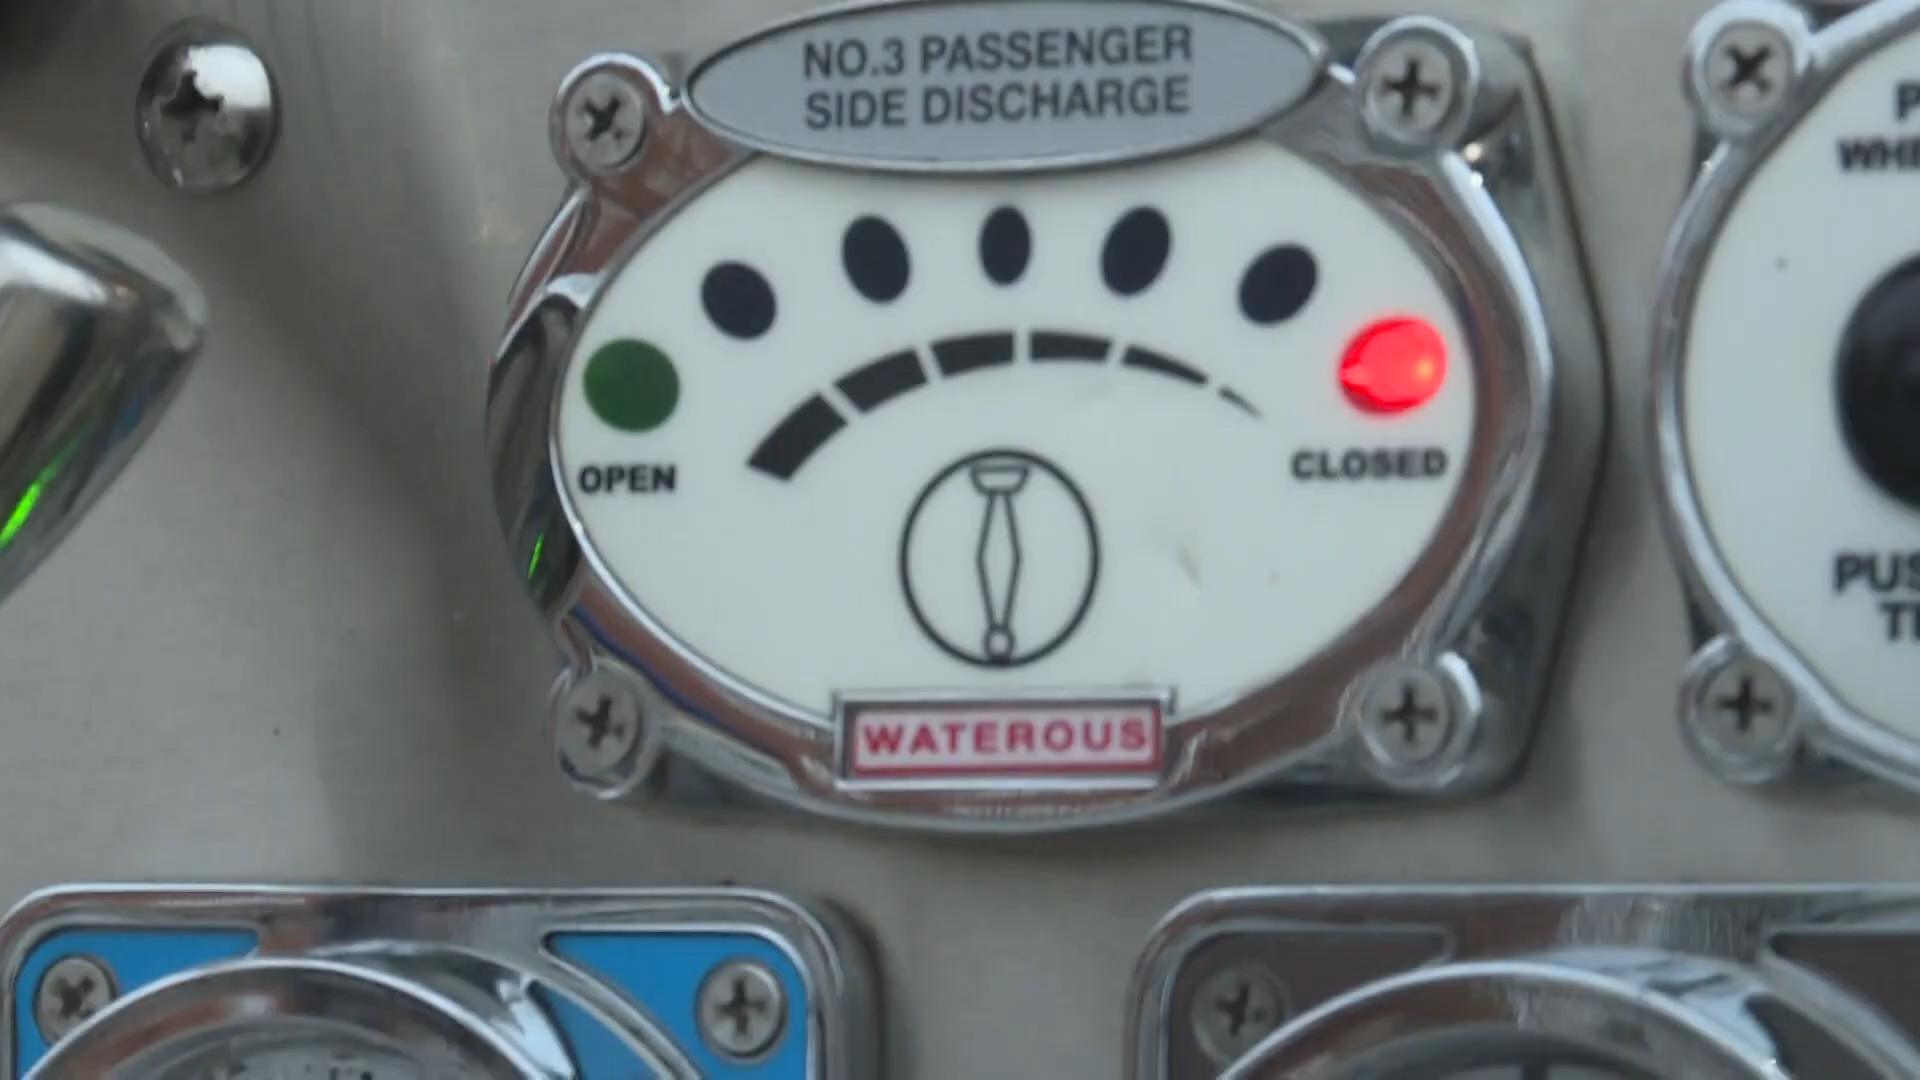 NO.3 PASSENGER
SIDE DISCHARGE
OPEN
CLOSED
WATEROUS